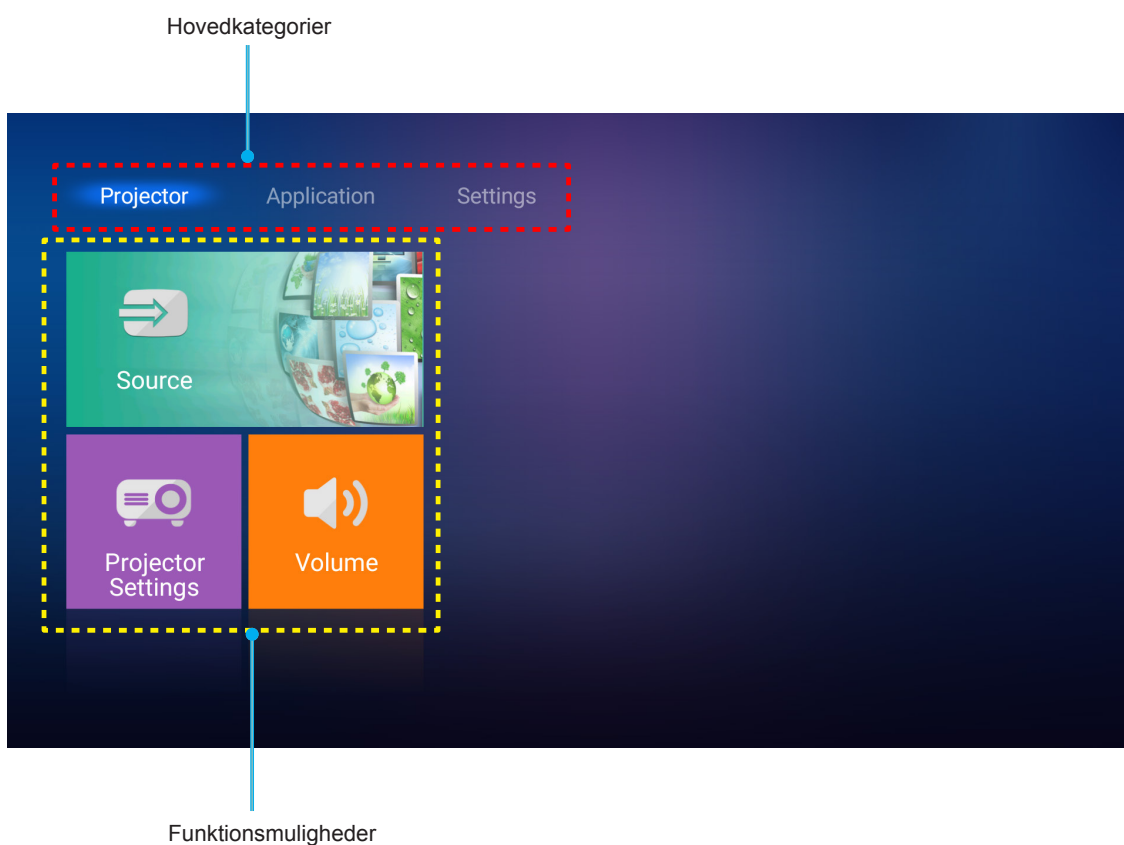 Hovedkategorier
Projector Application Settings
Source
Projector
Settings
Volume
Funktionsmuligheder